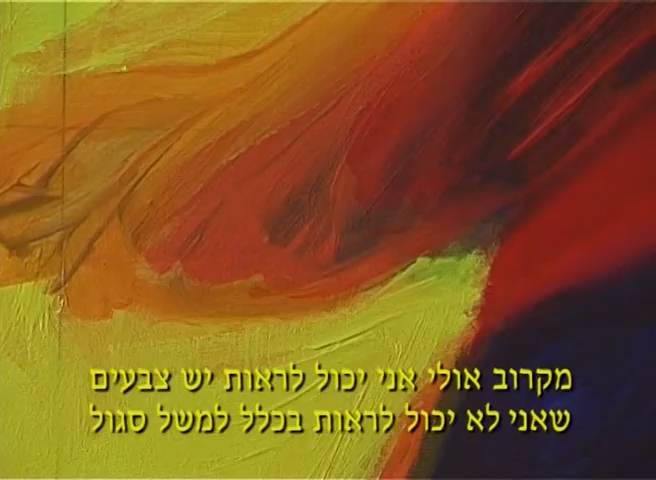 מקרוב אולי אני יכול לראות יש צבעים
שאני לא יכול לראות בכלל למשל סגול